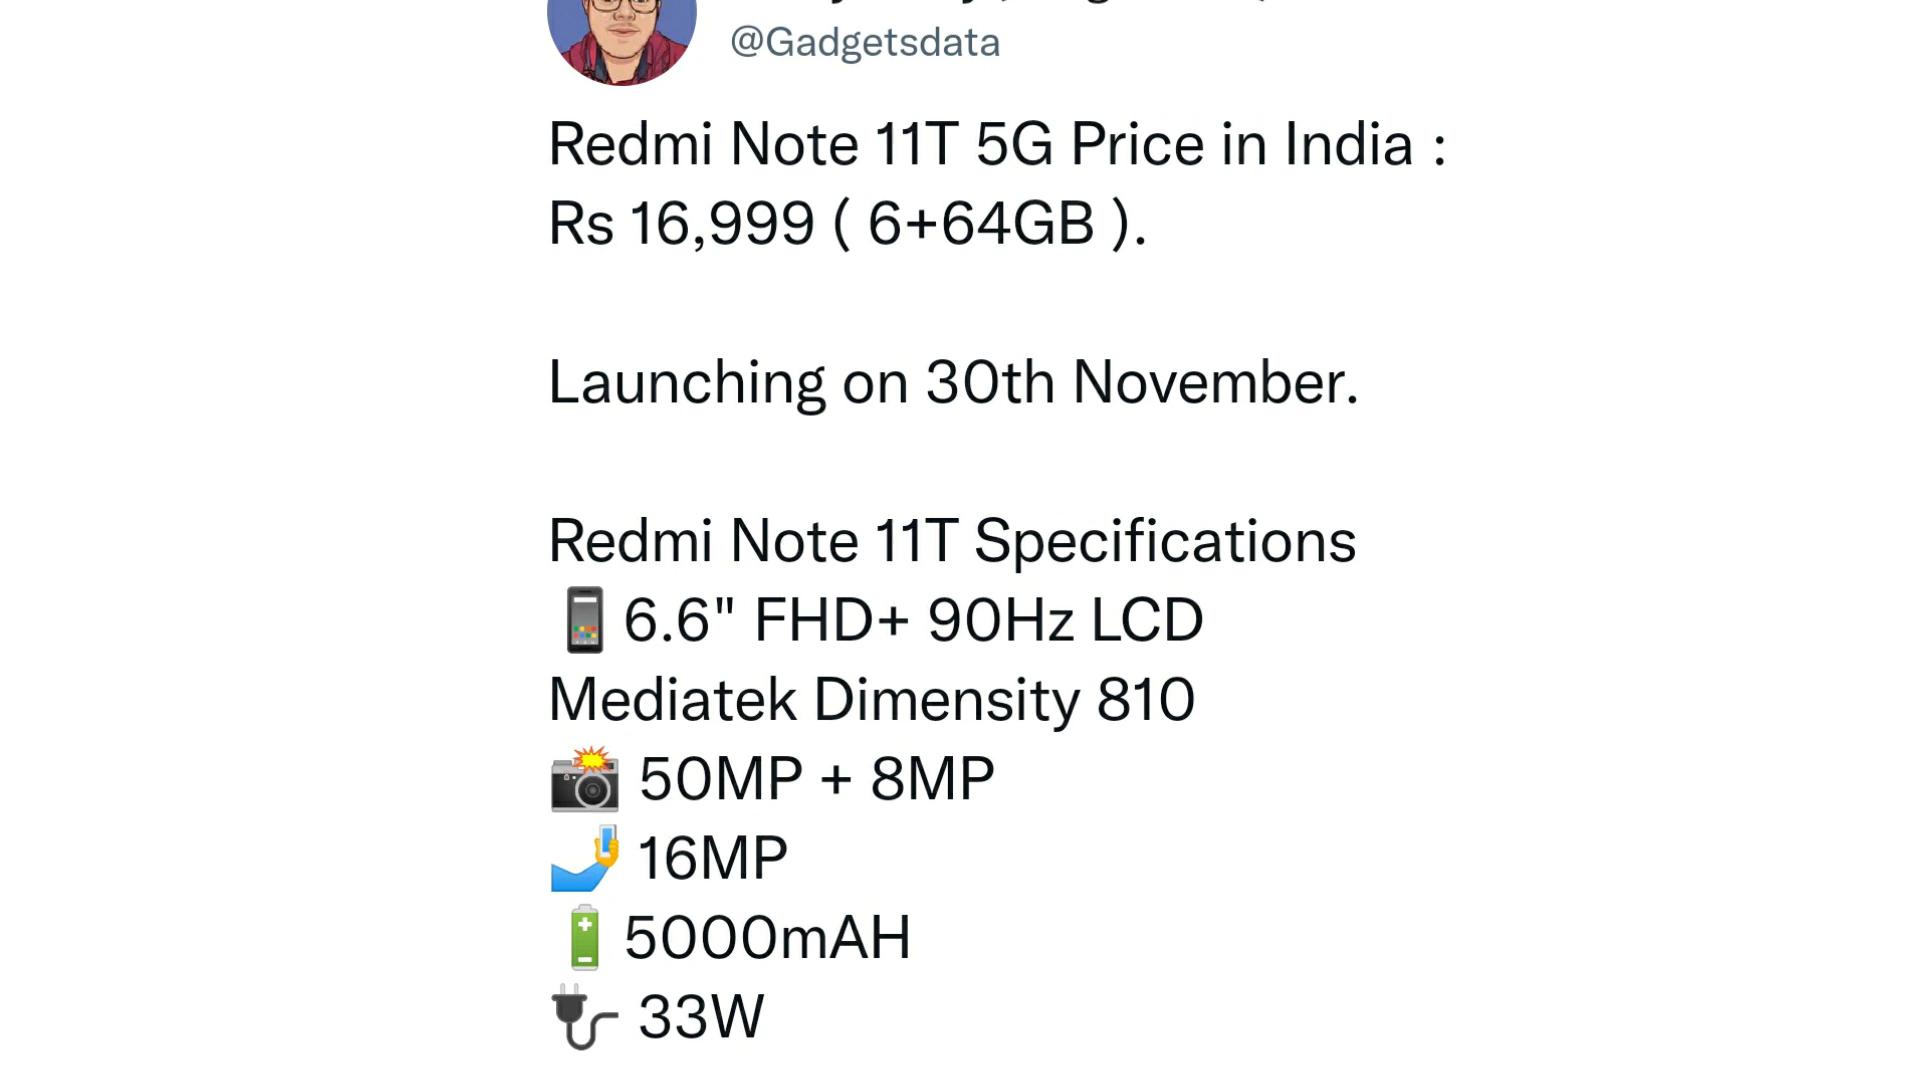 @Gadgetsdata
Redmi Note 11T 5G Price in India :
Rs 16,999 ( 6+64GB ).
Launching on 30th November.
Redmi Note 11T Specifications
6.6" FHD+ 90Hz LCD
Mediatek Dimensity 810
50MP + 8MP
16MP
5000mAH
33W